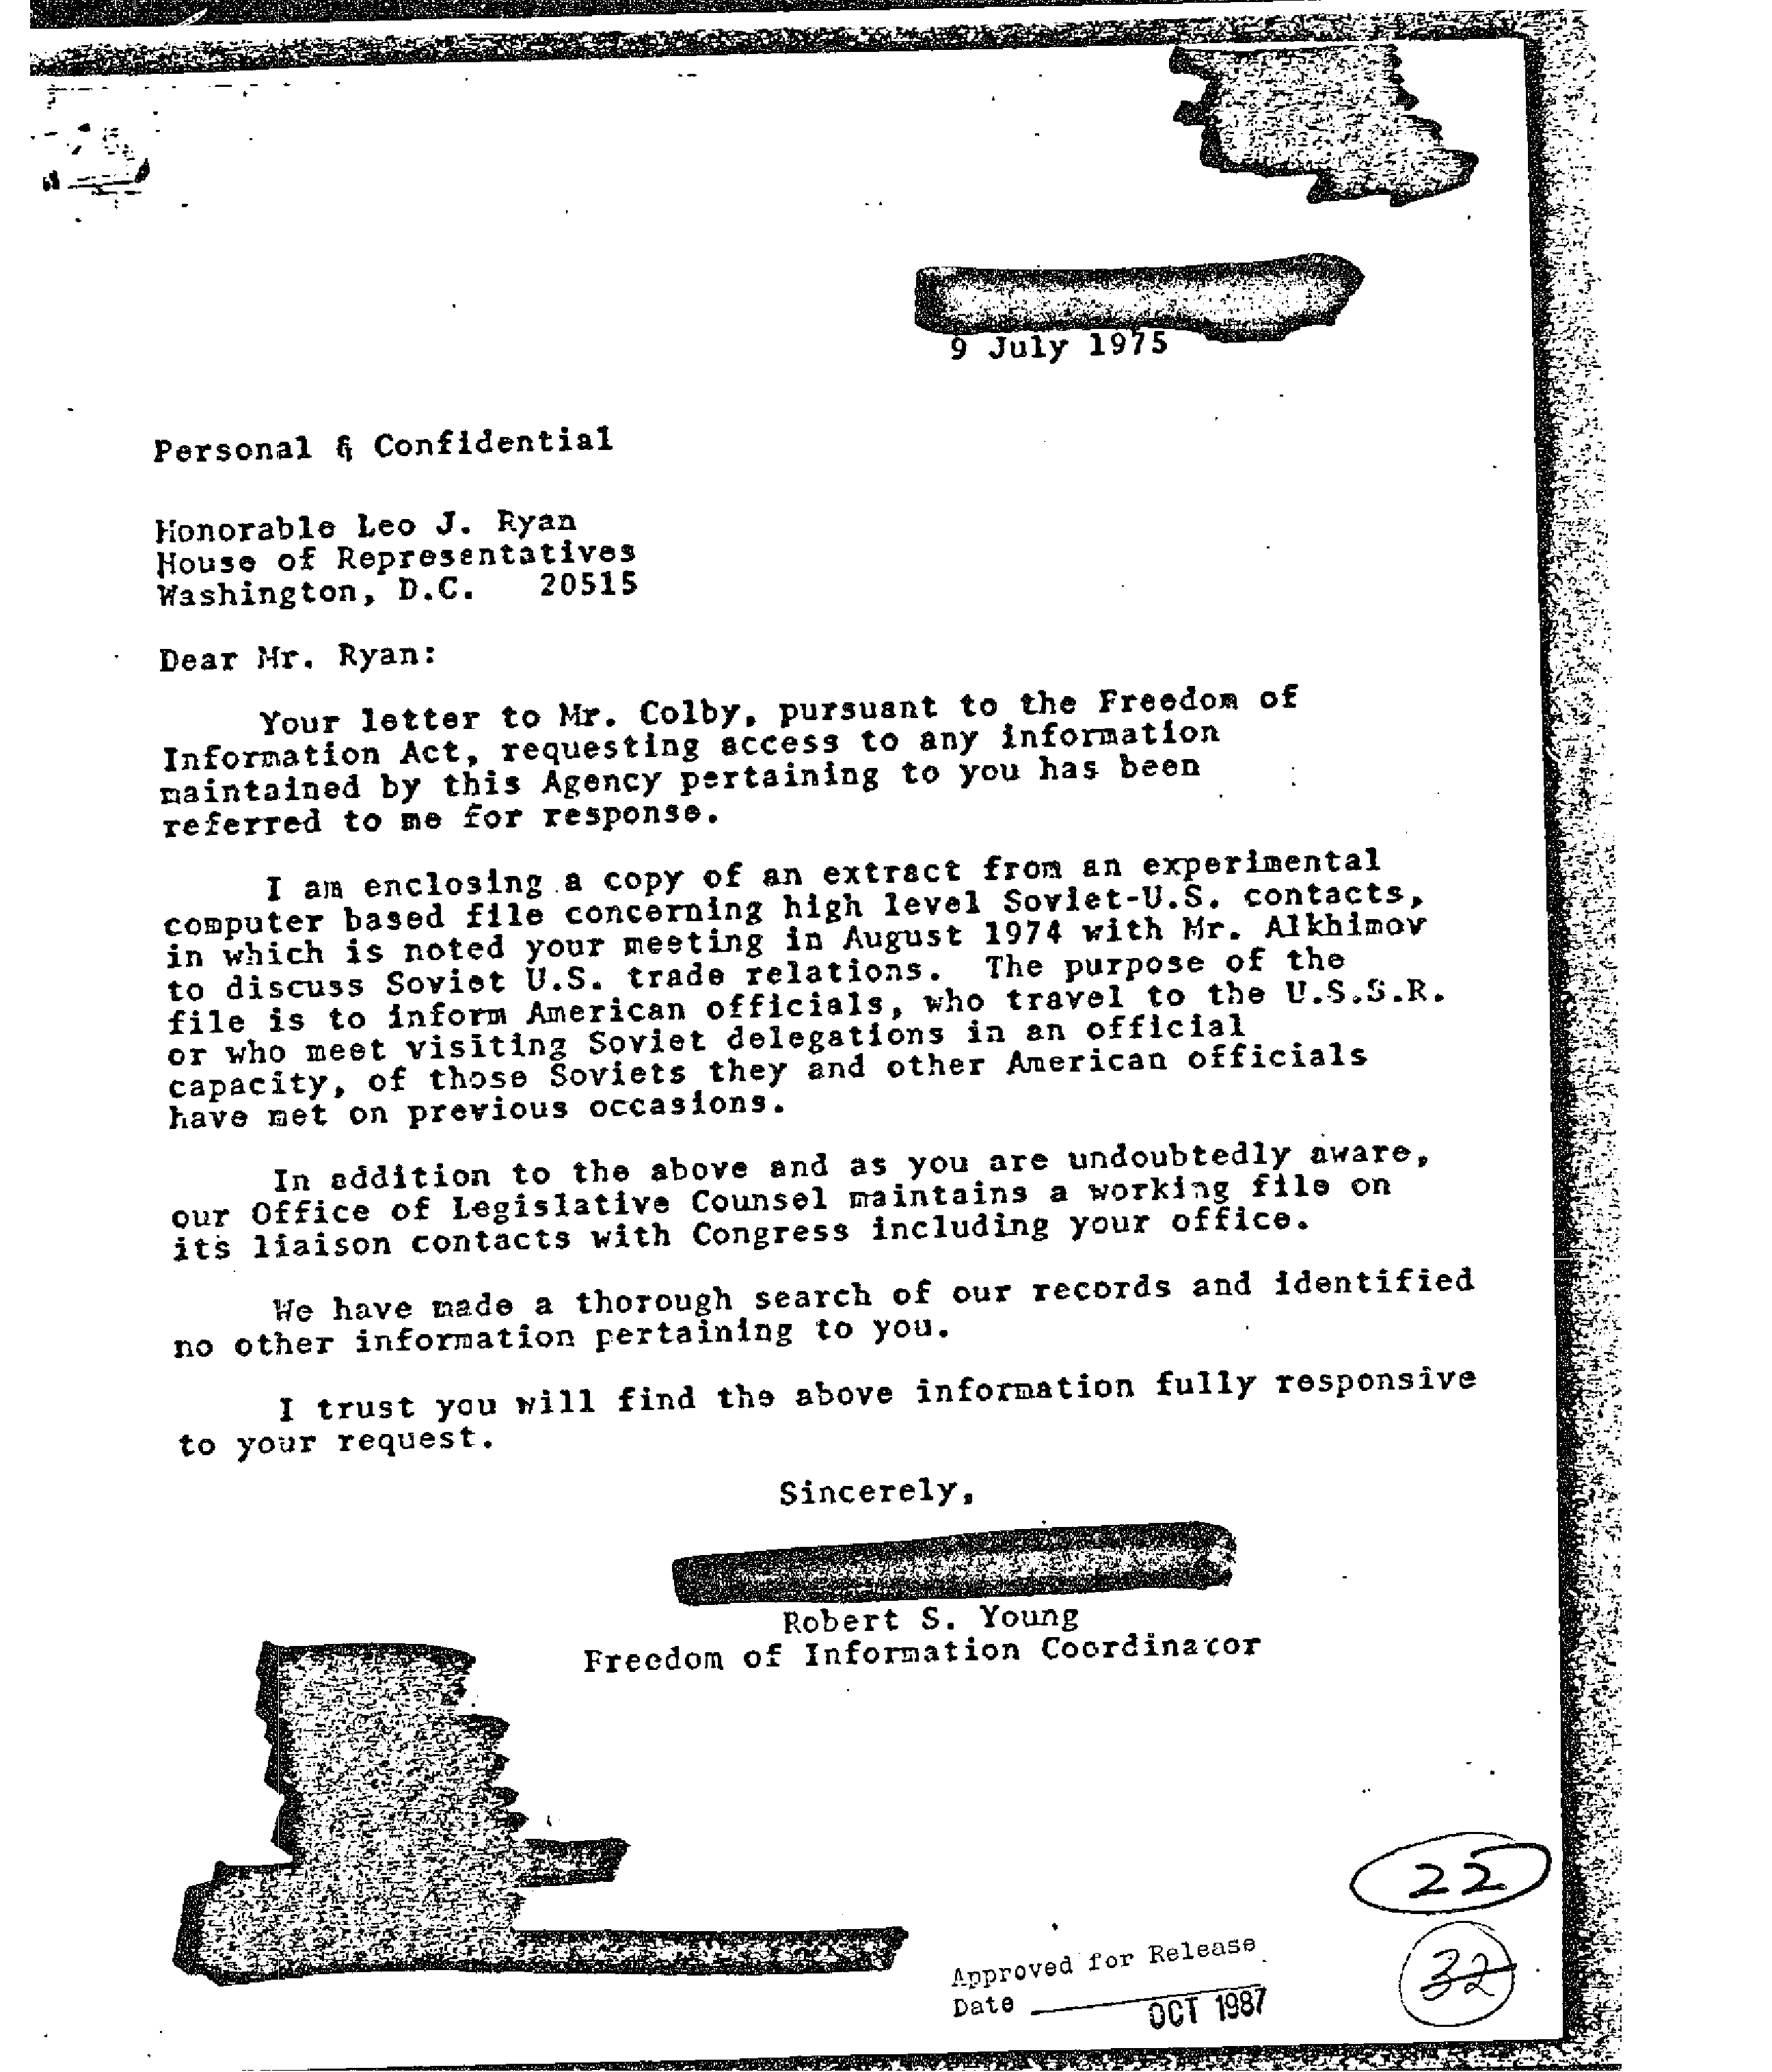 9 July 1975
Personal & Confidential
Honorable Leo J. Ryan
House of Representatives
Washington, D.C. 20515
Dear Mr. Ryan:
Your letter to Mr. Colby, pursuant to the Freedom of
Information Act, requesting access to any information
maintained by this Agency pertaining to you has been
referred to me for response.
I am enclosing a copy of an extract from an experimental
computer based file concerning high level Soviet-U.S. contacts,
in which is noted your meeting in August 1974 with Mr. Alkhimov
to discuss Soviet U.S. trade relations. The purpose of the
file is to inform American officials, who travel to the U.S.S.R.
or who meet visiting Soviet delegations in an official
capacity, of those Soviets they and other American officials
have met on previous occasions.
In addition to the above and as you are undoubtedly aware,
our Office of Legislative Counsel maintains a working file on
its liaison contacts with Congress including your office.
We have made a thorough search of our records and identified
no other information pertaining to you.
I trust you will find the above information fully responsive
to your request.
Sincerely,
Robert S. Young
Freedom of Information Coordinator
22
Approved for Release
Date OCT 1987
32